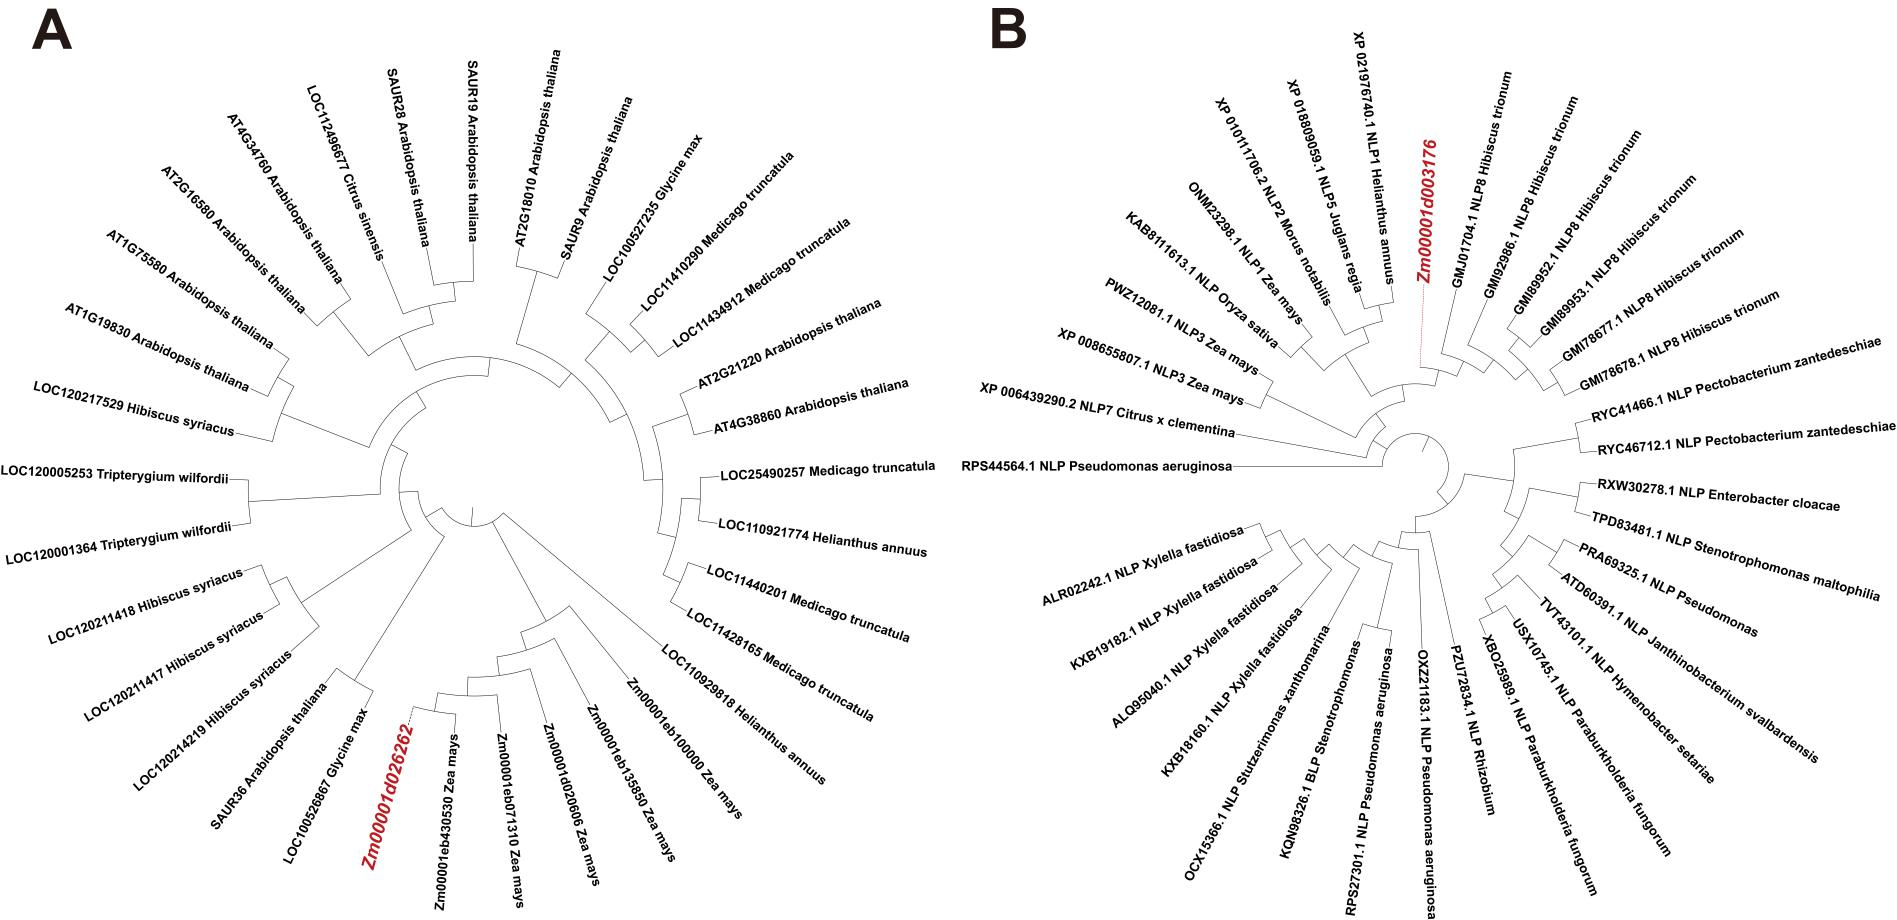 A
SAUR19 Arabidopsis thaliana
AT2G18010 Arabidopsis thaliana
SAUR9 Arabidopsis thaliana
LOC100527235 Glycine max
LOC11410290 Medicago truncatula
LOC11434912 Medicago truncatula
AT2G21220 Arabidopsis thaliana
AT4G38860 Arabidopsis thaliana
LOC25490257 Medicago truncatula
LOC110921774 Helianthus annuus
LOC11440201 Medicago truncatula
LOC11428165 Medicago truncatula
LOC110929818 Helianthus annuus
Zm00001eb100000 Zea mays
Zm00001eb135850 Zea mays
Zm00001d020606 Zea mays
Zm00001eb071310 Zea mays
Zm00001eb430530 Zea mays
Zm00001d026262
LOC100526867 Glycine max
SAUR36 Arabidopsis thaliana
LOC120214219 Hibiscus syriacus
LOC120211417 Hibiscus syriacus
LOC120211418 Hibiscus syriacus
LOC120001364 Tripterygium wilfordii
LOC120005253 Tripterygium wilfordii
LOC120217529 Hibiscus syriacus
AT1G19830 Arabidopsis thaliana
AT1G75580 Arabidopsis thaliana
AT2G16580 Arabidopsis thaliana
AT4G34760 Arabidopsis thaliana
LOC112496677 Citrus sinensis
SAUR28 Arabidopsis thaliana
B
Zm00001d003176
GMJ01704.1 NLP8 Hibiscus trionum
GMI92986.1 NLP8 Hibiscus trionum
GMI89952.1 NLP8 Hibiscus trionum
GMI89953.1 NLP8 Hibiscus trionum
GMI78677.1 NLP8 Hibiscus trionum
GMI78678.1 NLP8 Hibiscus trionum
RYC41466.1 NLP Pectobacterium zantedeschiae
RYC46712.1 NLP Pectobacterium zantedeschiae
RXW30278.1 NLP Enterobacter cloacae
TPD83481.1 NLP Stenotrophomonas maltophilia
PRA69325.1 NLP Pseudomonas
ATD60391.1 NLP Janthinobacterium svalbardensis
TVT43101.1 NLP Hymenobacter setariae
USX10745.1 NLP Paraburkholderia fungorum
XBO25989.1 NLP Paraburkholderia fungorum
PZU72834.1 NLP Rhizobium
OXZ21183.1 NLP Pseudomonas aeruginosa
RPS27301.1 NLP Pseudomonas aeruginosa
KQN98326.1 BLP Stenotrophomonas
OCX15366.1 NLP Stutzerimonas xanthomarina
KXB18160.1 NLP Xylella fastidiosa
ALQ95040.1 NLP Xylella fastidiosa
KXB19182.1 NLP Xylella fastidiosa
ALR02242.1 NLP Xylella fastidiosa
RPS44564.1 NLP Pseudomonas aeruginosa
XP 006439290.2 NLP7 Citrus x clementina
XP 008655807.1 NLP3 Zea mays
PWZ12081.1 NLP3 Zea mays
KAB8111613.1 NLP Oryza sativa
ONM23298.1 NLP1 Zea mays
XP 010111706.2 NLP2 Morus notabilis
XP 018809059.1 NLP5 Juglans regia
XP 021976740.1 NLP1 Helianthus annuus